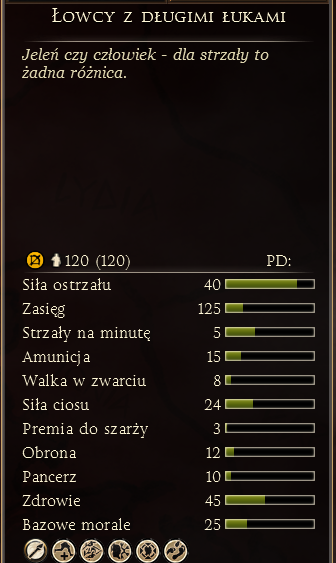 Łowcy z długimi łukami
Jeleń czy człowiek - dla strzały to
żadna różnica.
120 (120) PD:
Siła ostrzału 40
Zasięg 125
Strzały na minutę 5
Amunicja 15
Walka w zwarciu 8
Siła ciosu 24
Premia do szarży 3
Obrona 12
Pancerz 10
Zdrowie 45
Bazowe morale 25